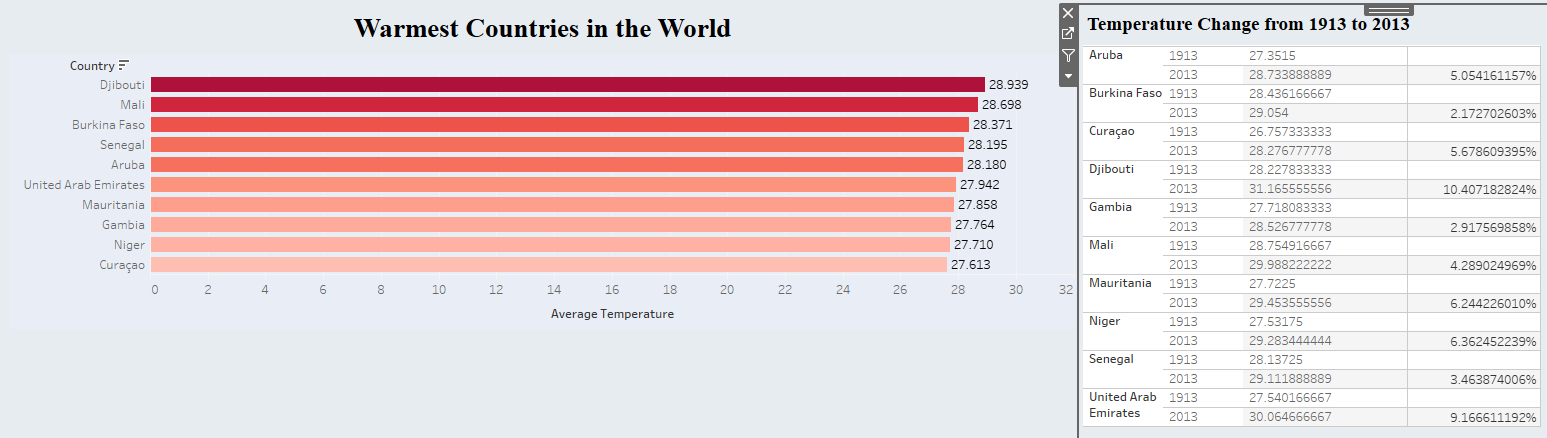 Warmest Countries in the World
Country
Djibouti 28.939
Mali 28.698
Burkina Faso 28.371
Senegal 28.195
Aruba 28.180
United Arab Emirates 27.942
Mauritania 27.858
Gambia 27.764
Niger 27.710
Curaçao 27.613
0 2 4 6 8 10 12 14 16 18 20 22 24 26 28 30 32
Average Temperature
Temperature Change from 1913 to 2013
Aruba 1913 27.3515
2013 28.733888889 5.054161157%
Burkina Faso 1913 28.436166667
2013 29.054 2.172702603%
Curaçao 1913 26.757333333
2013 28.276777778 5.678609395%
Djibouti 1913 28.227833333
2013 31.165555556 10.407182824%
Gambia 1913 27.718083333
2013 28.526777778 2.917569858%
Mali 1913 28.754916667
2013 29.988222222 4.289024969%
Mauritania 1913 27.7225
2013 29.453555556 6.244226010%
Niger 1913 27.53175
2013 29.283444444 6.362452239%
Senegal 1913 28.13725
2013 29.111888889 3.463874006%
United Arab 1913 27.540166667
Emirates 2013 30.064666667 9.166611192%